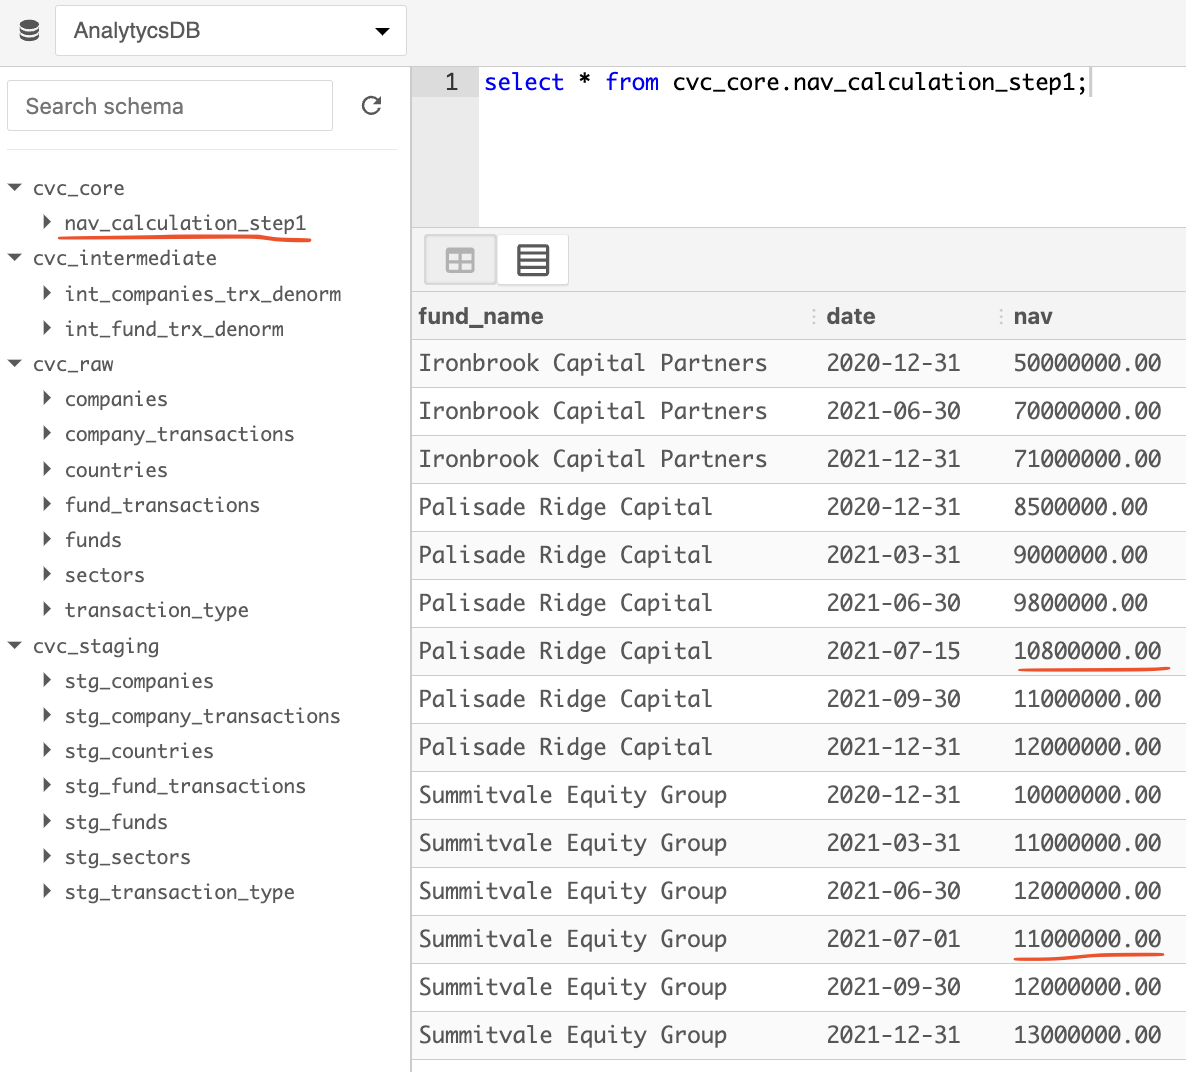 AnalytycsDB
Search schema
cvc_core
nav_calculation_step1
cvc_intermediate
int_companies_trx_denorm
int_fund_trx_denorm
cvc_raw
companies
company_transactions
countries
fund_transactions
funds
sectors
transaction_type
cvc_staging
stg_companies
stg_company_transactions
stg_countries
stg_fund_transactions
stg_funds
stg_sectors
stg_transaction_type
1 select * from cvc_core.nav_calculation_step1;
fund_name date nav
Ironbrook Capital Partners 2020-12-31 50000000.00
Ironbrook Capital Partners 2021-06-30 70000000.00
Ironbrook Capital Partners 2021-12-31 71000000.00
Palisade Ridge Capital 2020-12-31 8500000.00
Palisade Ridge Capital 2021-03-31 9000000.00
Palisade Ridge Capital 2021-06-30 9800000.00
Palisade Ridge Capital 2021-07-15 10800000.00
Palisade Ridge Capital 2021-09-30 11000000.00
Palisade Ridge Capital 2021-12-31 12000000.00
Summitvale Equity Group 2020-12-31 10000000.00
Summitvale Equity Group 2021-03-31 11000000.00
Summitvale Equity Group 2021-06-30 12000000.00
Summitvale Equity Group 2021-07-01 11000000.00
Summitvale Equity Group 2021-09-30 12000000.00
Summitvale Equity Group 2021-12-31 13000000.00